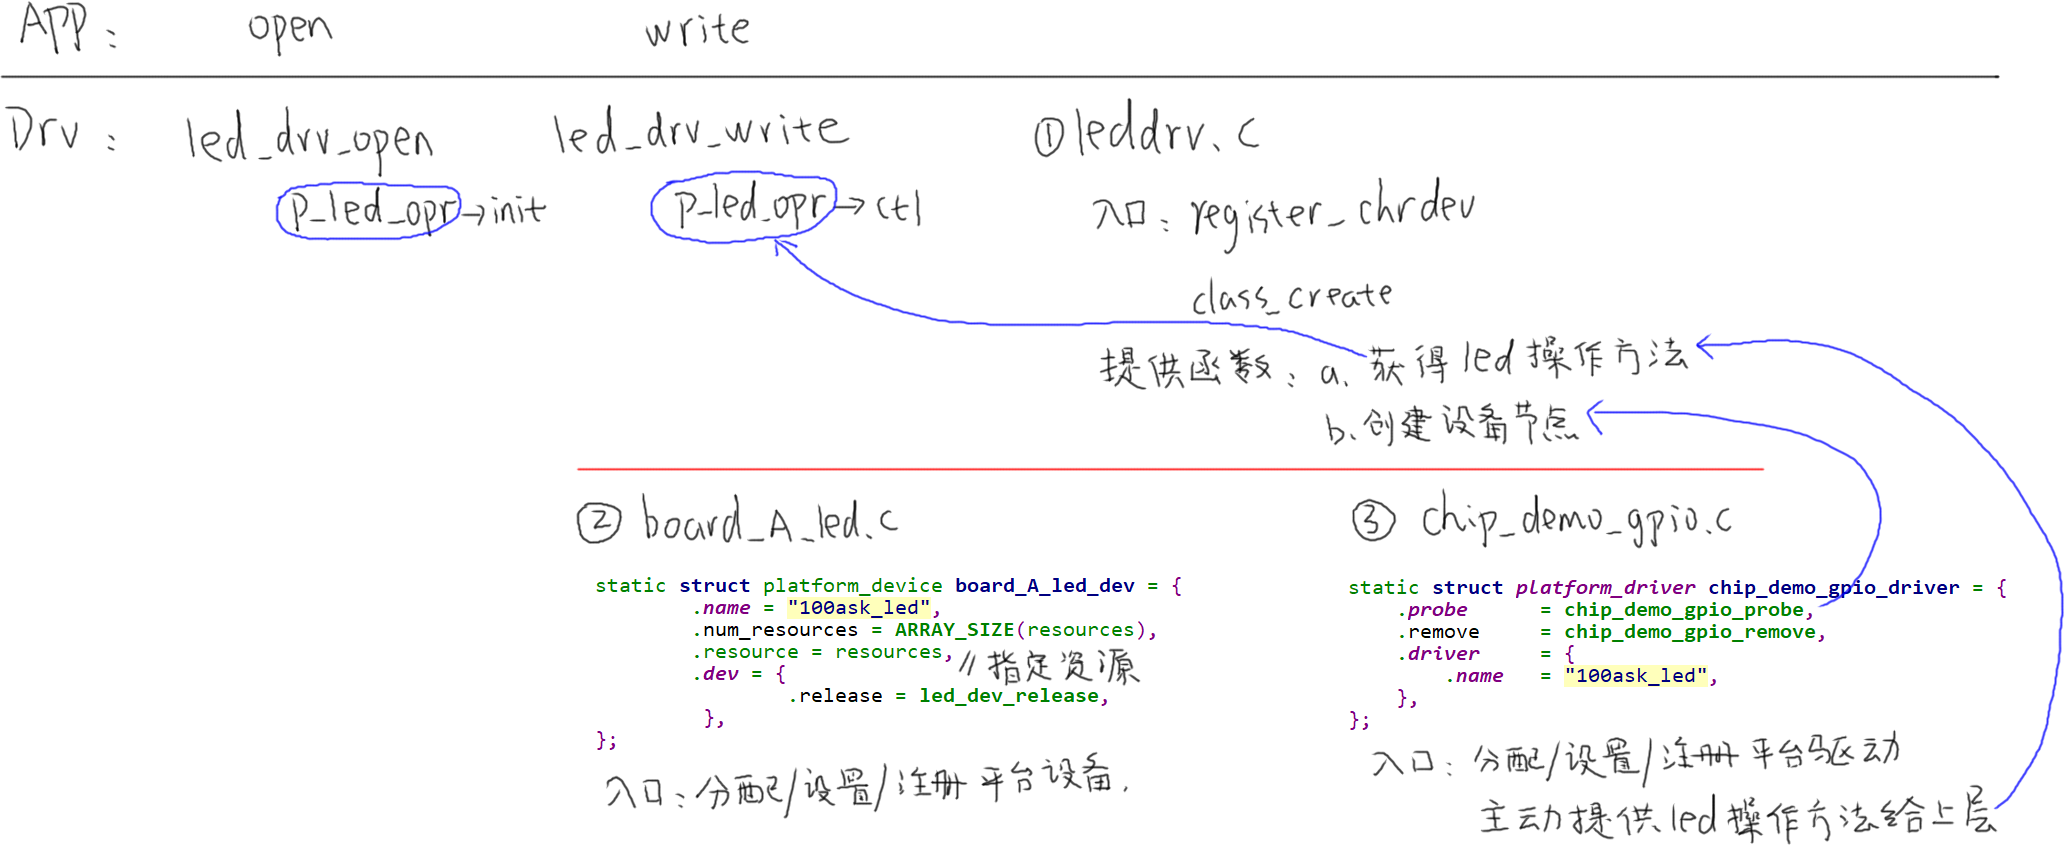 APP： open write
Drv： led_drv_open led_drv_write ①leddrv.c
p_led_opr→init p_led_opr→ctl 入口：register_chrdev
class_create
提供函数：a. 获得led操作方法
b. 创建设备节点
② board_A_led.c
static struct platform_device board_A_led_dev = {
.name = "100ask_led",
.num_resources = ARRAY_SIZE(resources),
.resource = resources, //指定资源
.dev = {
.release = led_dev_release,
},
};
入口：分配/设置/注册 平台设备.
③ chip_demo_gpio.c
static struct platform_driver chip_demo_gpio_driver = {
.probe = chip_demo_gpio_probe,
.remove = chip_demo_gpio_remove,
.driver = {
.name = "100ask_led",
},
};
入口：分配/设置/注册 平台驱动
主动提供led操作方法给上层